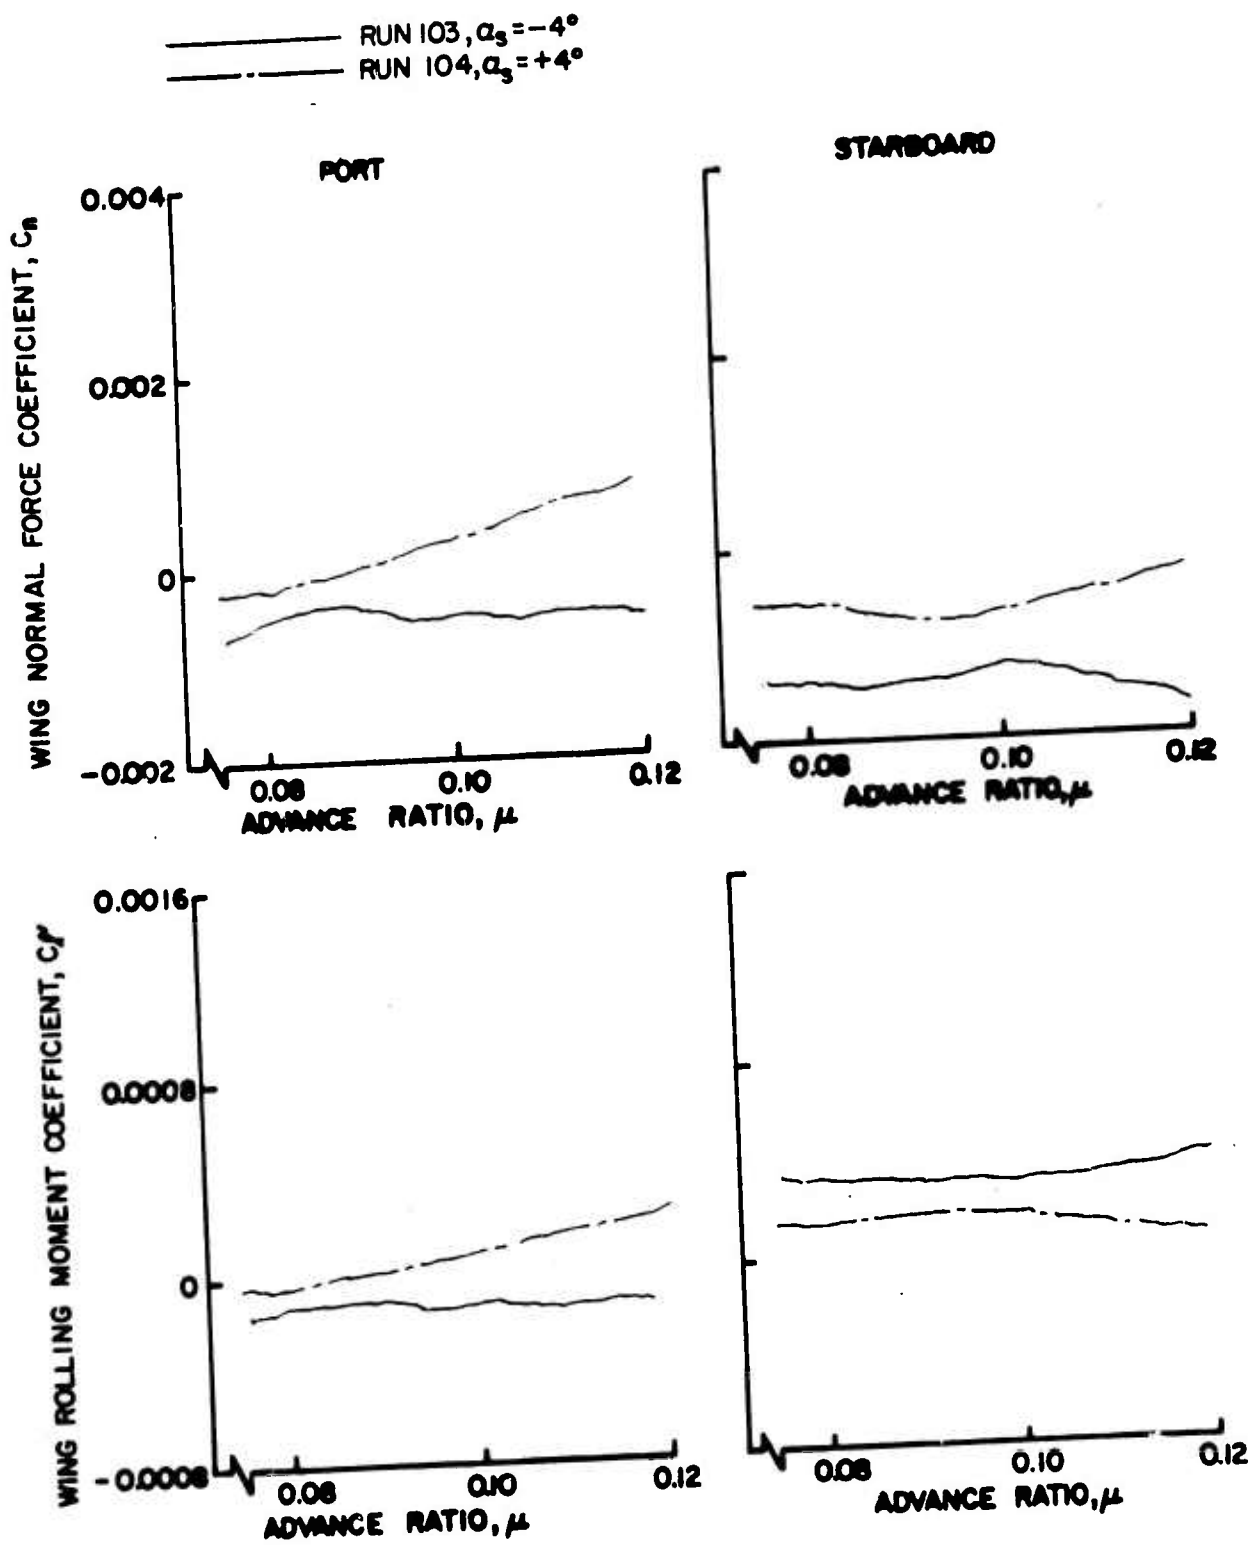 RUN 103, αs=-4°
RUN 104, αs=+4°
PORT
STARBOARD
WING NORMAL FORCE COEFFICIENT, Cn
0.004
0.002
0
-0.002
0.08
0.10
0.12
ADVANCE RATIO, μ
0.08
0.10
0.12
ADVANCE RATIO, μ
WING ROLLING MOMENT COEFFICIENT,
0.0016
0.0008
0
-0.0008
0.08
0.10
0.12
ADVANCE RATIO, μ
0.08
0.10
0.12
ADVANCE RATIO, μ